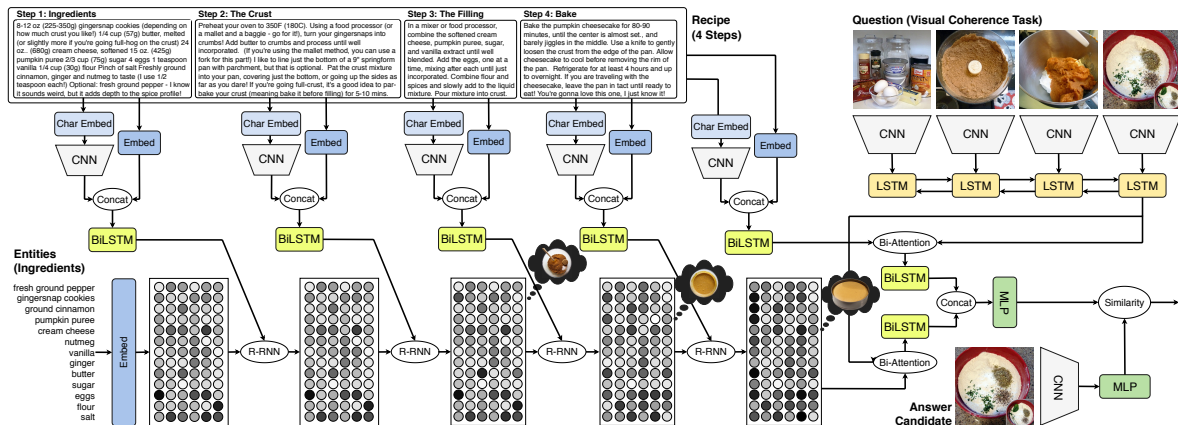 Step 1: Ingredients
8-12 oz (225-350g) gingersnap cookies (depending on
how much crust you like!) 1/4 cup (57g) butter, melted
(or slightly more if you're going full-hog on the crust) 24
oz. (680g) cream cheese, softened 15 oz. (425g)
pumpkin puree 2/3 cup (75g) sugar 4 eggs 1 teaspoon
vanilla 1/4 cup (30g) flour Pinch of salt Freshly ground
cinnamon, ginger and nutmeg to taste (I use 1/2
teaspoon each!) Optional: fresh ground pepper - I know
it sounds weird, but it adds depth to the spice profile!
Step 2: The Crust
Preheat your oven to 350F (180C). Using a food processor (or
a mallet and a baggie - go for it!), turn your gingersnaps into
crumbs! Add butter to crumbs and process until well
incorporated. (If you're using the mallet method, you can use a
fork for this part!) I like to line just the bottom of a 9" springform
pan with parchment, but that is optional. Pat the crust mixture
into your pan, covering just the bottom, or going up the sides as
far as you dare! If you're going full-crust, it's a good idea to par-
bake your crust (meaning bake it before filling) for 5-10 mins.
Step 3: The Filling
In a mixer or food processor,
combine the softened cream
cheese, pumpkin puree, sugar,
and vanilla extract until well
blended. Add the eggs, one at a
time, mixing after each until just
incorporated. Combine flour and
spices and slowly add to the liquid
mixture. Pour mixture into crust.
Step 4: Bake
Bake the pumpkin cheesecake for 80-90
minutes, until the center is almost set., and
barely jiggles in the middle. Use a knife to gently
loosen the crust from the edge of the pan. Allow
cheesecake to cool before removing the rim of
the pan. Refrigerate for at least 4 hours and up
to overnight. If you are traveling with the
cheesecake, leave the pan in tact until ready to
eat! You're gonna love this one, I just know it!
Recipe
(4 Steps)
Question (Visual Coherence Task)
Char Embed
Embed
CNN
Concat
BiLSTM
Char Embed
Embed
CNN
Concat
BiLSTM
Char Embed
Embed
CNN
Concat
BiLSTM
Char Embed
Embed
CNN
Concat
BiLSTM
Char Embed
Embed
CNN
Concat
BiLSTM
CNN
CNN
CNN
CNN
LSTM
LSTM
LSTM
LSTM
Entities
(Ingredients)
fresh ground pepper
gingersnap cookies
ground cinnamon
pumpkin puree
cream cheese
nutmeg
vanilla
ginger
butter
sugar
eggs
flour
salt
Embed
R-RNN
R-RNN
R-RNN
R-RNN
Bi-Attention
BiLSTM
Concat
MLP
Similarity
BiLSTM
Bi-Attention
Answer
Candidate
CNN
MLP